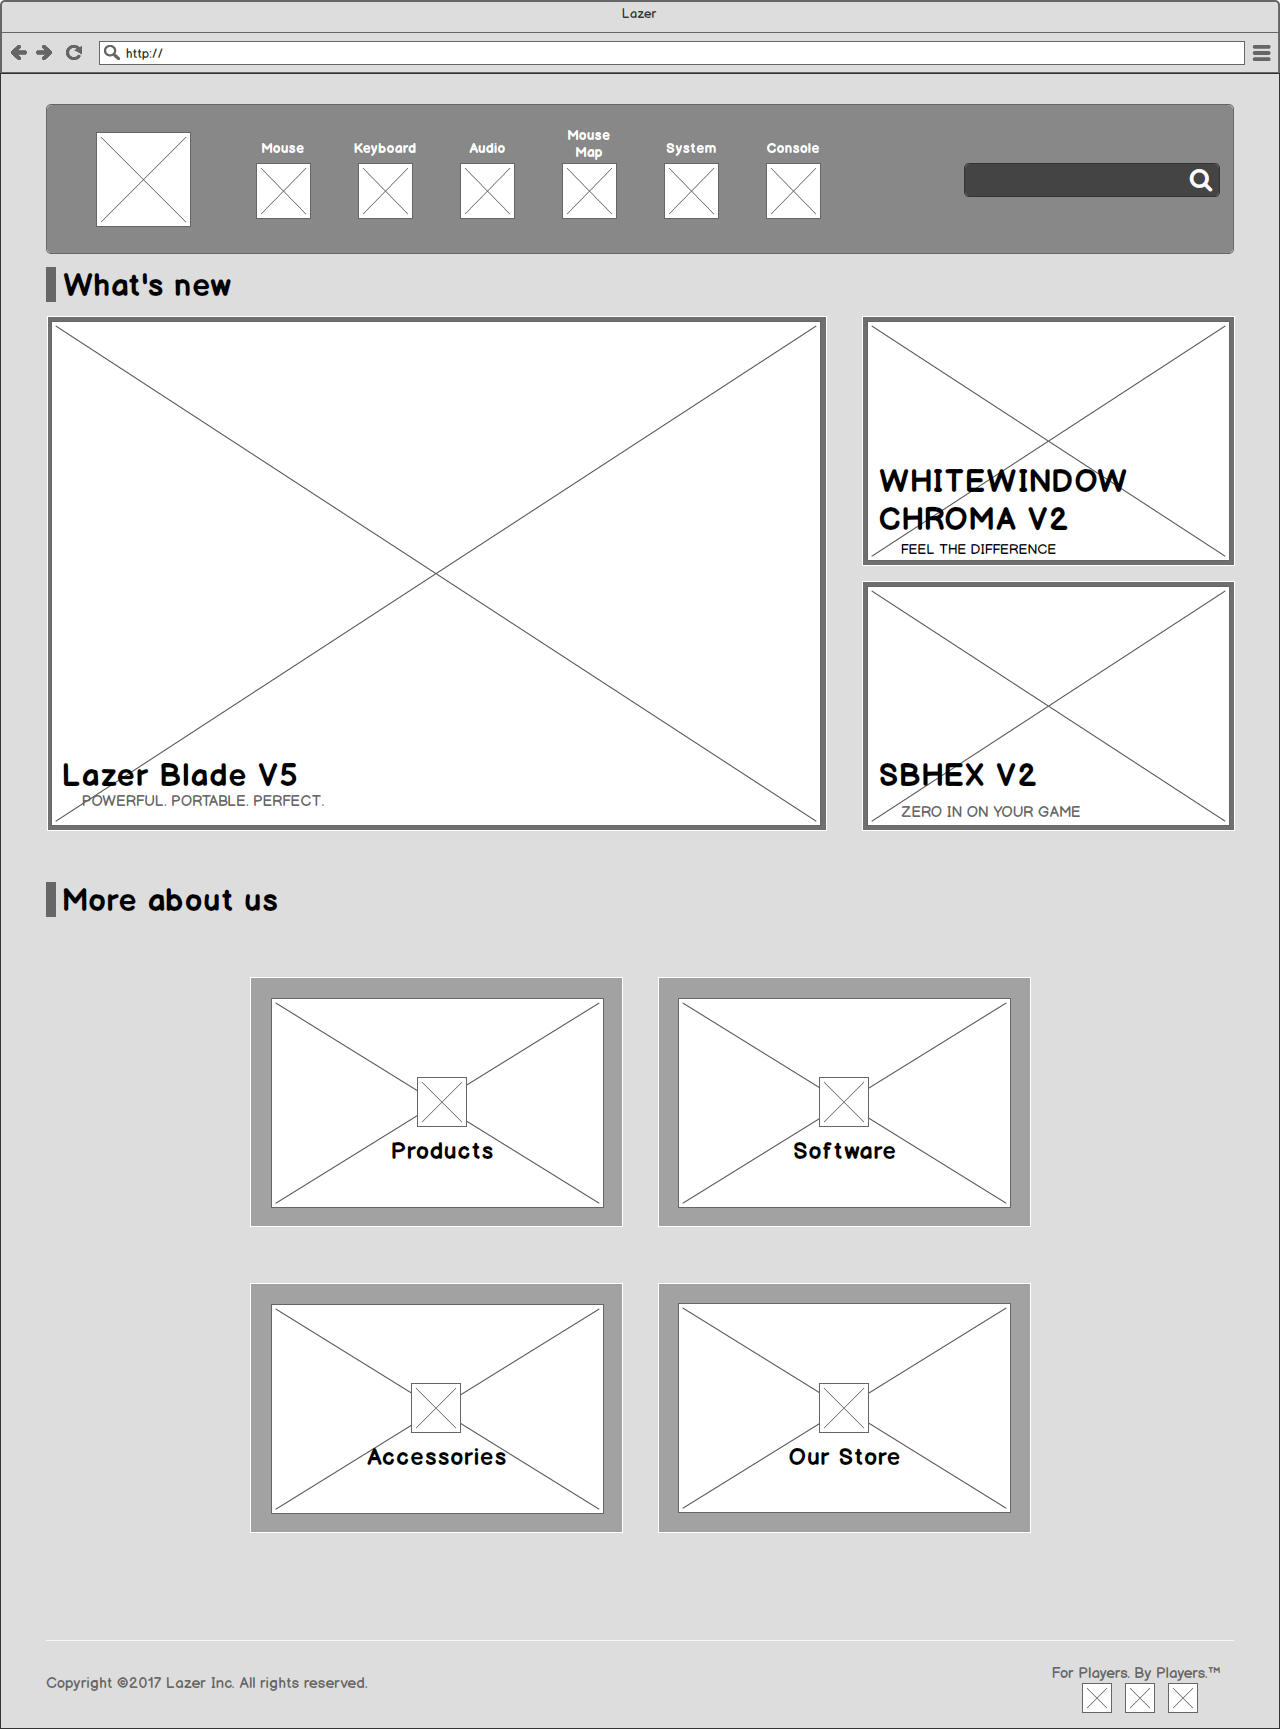 Lazer
http://
Mouse
Keyboard
Audio
Mouse
Map
System
Console
What's new
Lazer Blade V5
POWERFUL. PORTABLE. PERFECT.
WHITEWINDOW
CHROMA V2
FEEL THE DIFFERENCE
SBHEX V2
ZERO IN ON YOUR GAME
More about us
Products
Software
Accessories
Our Store
Copyright ©2017 Lazer Inc. All rights reserved.
For Players. By Players.™